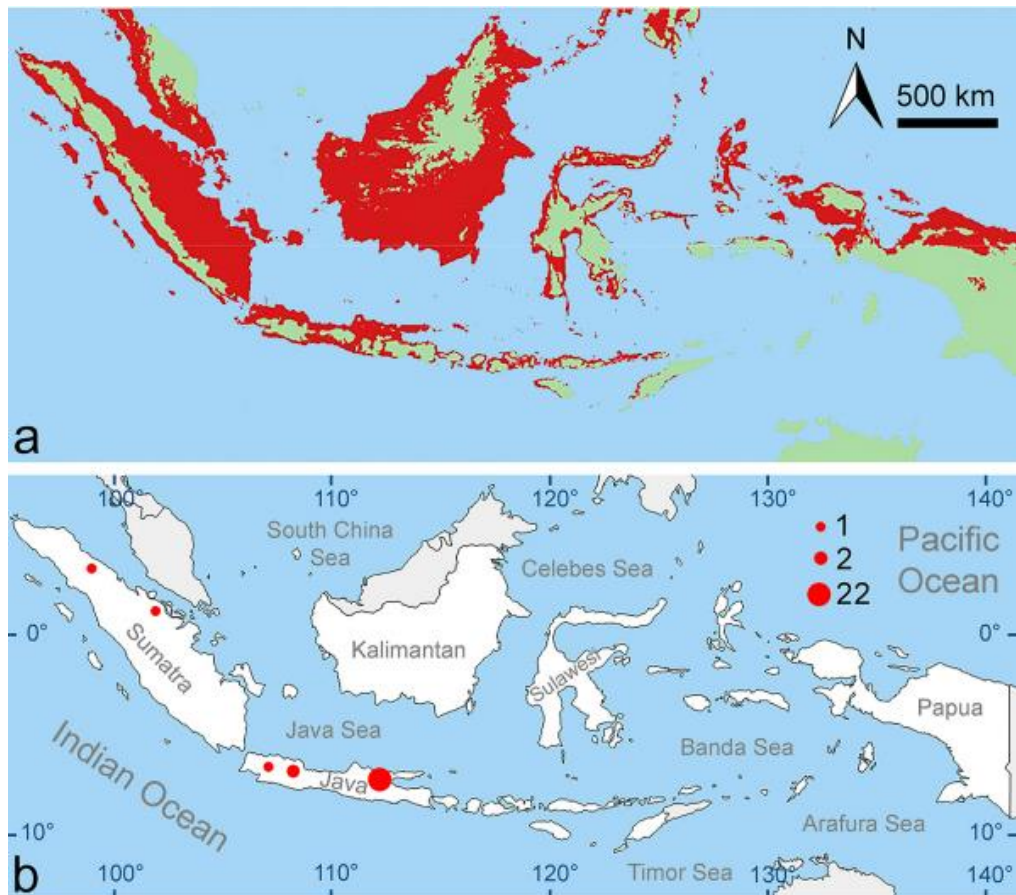 N
500 km
a
100° 110° 120° 130° 140°
South China
Sea
1
2
22
Pacific
Ocean
Celebes Sea
0°
0°
Sumatra
Kalimantan
Sulawesi
Papua
Java Sea
Banda Sea
Indian Ocean
Java
Arafura Sea
10°
10°
Timor Sea
b
100° 110° 120° 130° 140°